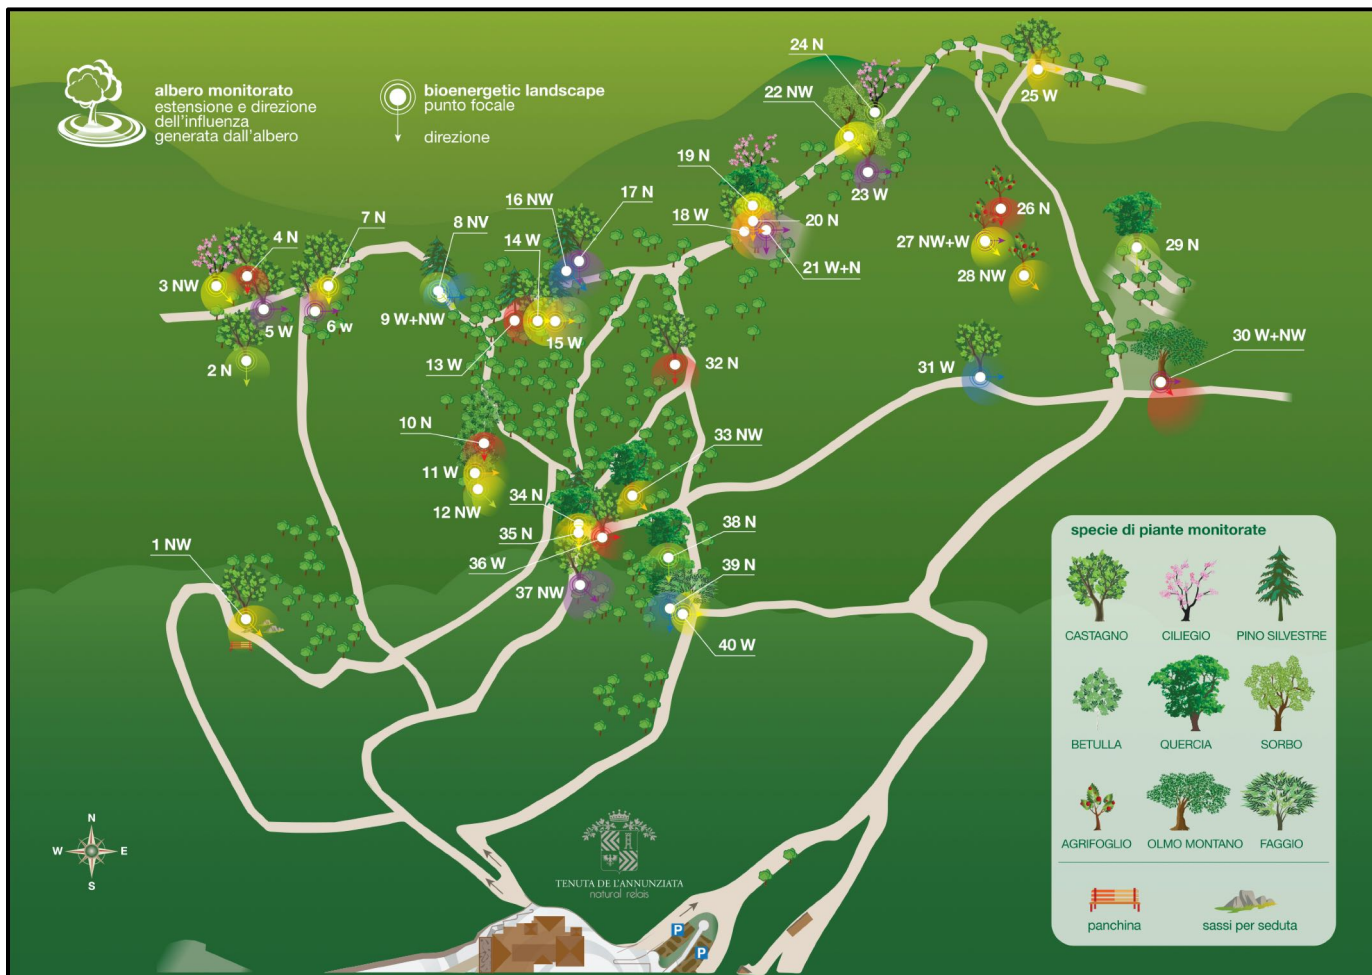 albero monitorato
estensione e direzione
dell'influenza
generata dall'albero
bioenergetic landscape
punto focale
direzione
24 N
22 NW
25 W
19 N
23 W
17 N
16 NW
18 W
20 N
21 W+N
26 N
27 NW+W
28 NW
29 N
7 N
8 NV
14 W
4 N
3 NW
5 W
6 w
9 W+NW
15 W
13 W
2 N
32 N
31 W
30 W+NW
10 N
33 NW
11 W
12 NW
34 N
35 N
36 W
38 N
39 N
37 NW
1 NW
40 W
specie di piante monitorate
CASTAGNO
CILIEGIO
PINO SILVESTRE
BETULLA
QUERCIA
SORBO
AGRIFOGLIO
OLMO MONTANO
FAGGIO
panchina
sassi per seduta
N
W
E
S
TENUTA DE L'ANNUNZIATA
natural relais
P
P